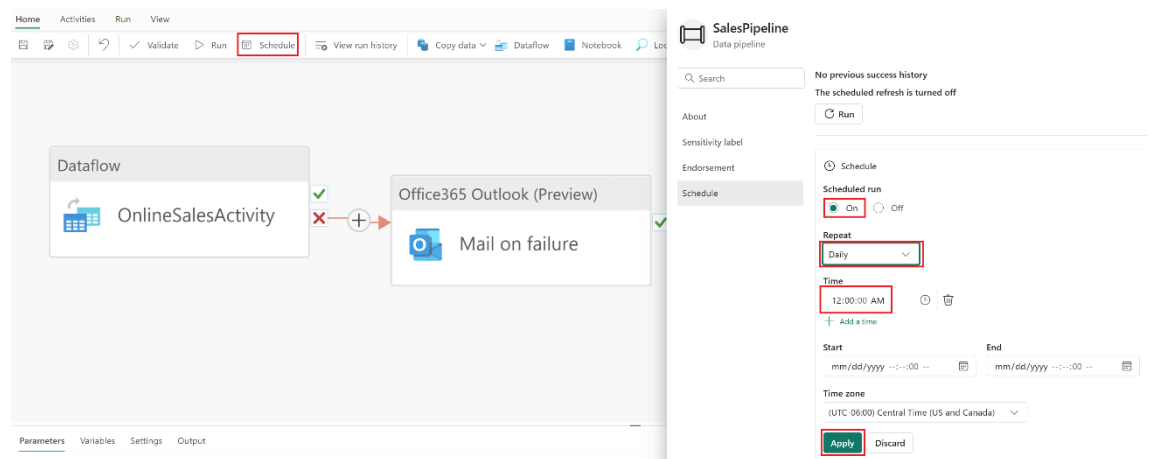 Home Activities Run View
Validate Run Schedule View run history Copy data Dataflow Notebook Loo
Dataflow
OnlineSalesActivity
Office365 Outlook (Preview)
Mail on failure
Parameters Variables Settings Output
SalesPipeline
Data pipeline
Search
About
Sensitivity label
Endorsement
Schedule
No previous success history
The scheduled refresh is turned off
Run
Schedule
Scheduled run
On Off
Repeat
Daily
Time
12:00:00 AM
+ Add a time
Start End
mm/dd/yyyy --:--:00 -- mm/dd/yyyy --:--:00 --
Time zone
(UTC-06:00) Central Time (US and Canada)
Apply Discard